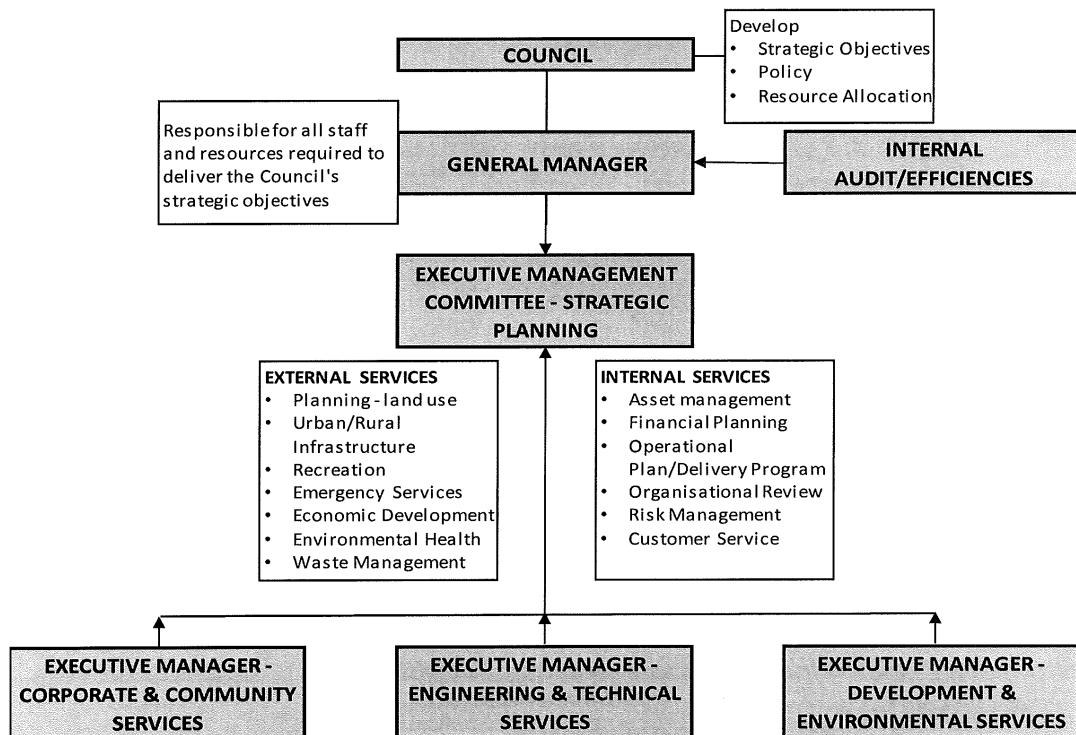 COUNCIL
Develop
• Strategic Objectives
• Policy
• Resource Allocation
Responsible for all staff
and resources required to
deliver the Council's
strategic objectives
GENERAL MANAGER
INTERNAL
AUDIT/EFFICIENCIES
EXECUTIVE MANAGEMENT
COMMITTEE - STRATEGIC
PLANNING
EXTERNAL SERVICES
• Planning - land use
• Urban/Rural
Infrastructure
• Recreation
• Emergency Services
• Economic Development
• Environmental Health
• Waste Management
INTERNAL SERVICES
• Asset management
• Financial Planning
• Operational
Plan/Delivery Program
• Organisational Review
• Risk Management
• Customer Service
EXECUTIVE MANAGER -
CORPORATE & COMMUNITY
SERVICES
EXECUTIVE MANAGER -
ENGINEERING & TECHNICAL
SERVICES
EXECUTIVE MANAGER -
DEVELOPMENT &
ENVIRONMENTAL SERVICES